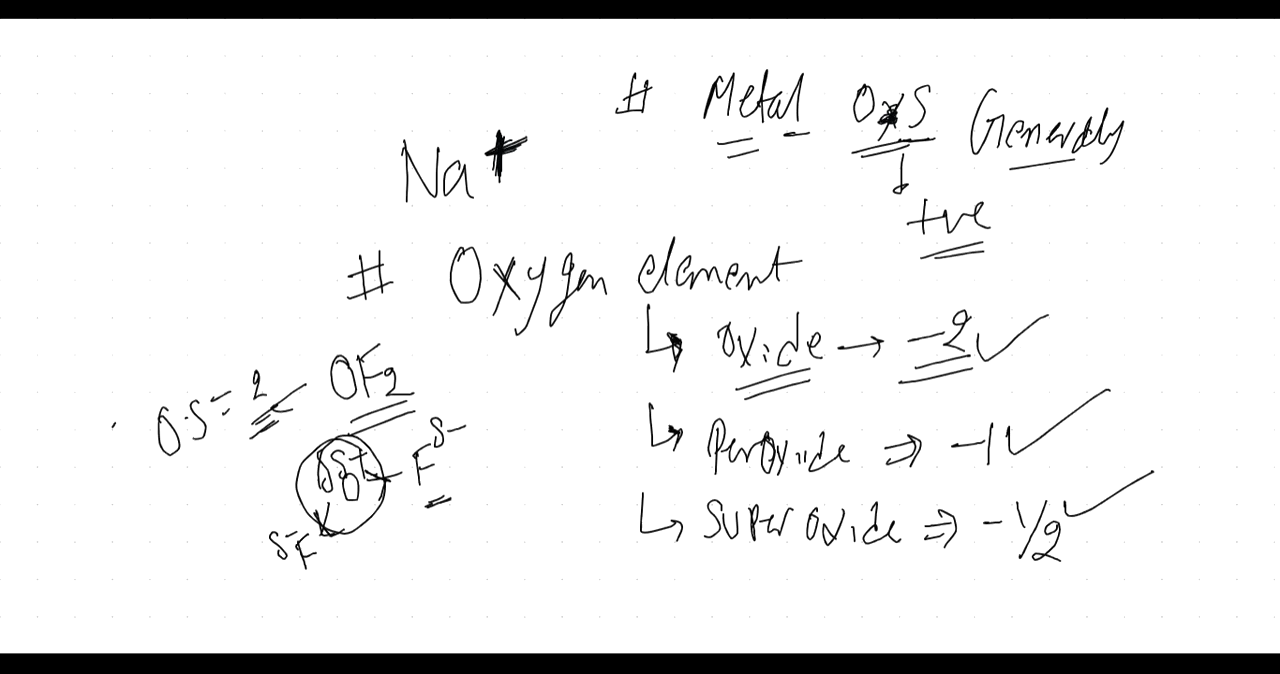 # Metal O.S Generally
↓
+ve
Na+
# Oxygen element
↳ Oxide → -2 ✓
O.S = 2 ← OF2
↳ Peroxide ⇒ -1 ✓
δ-
F
↳ Super oxide ⇒ -1/2 ✓
δ-
F